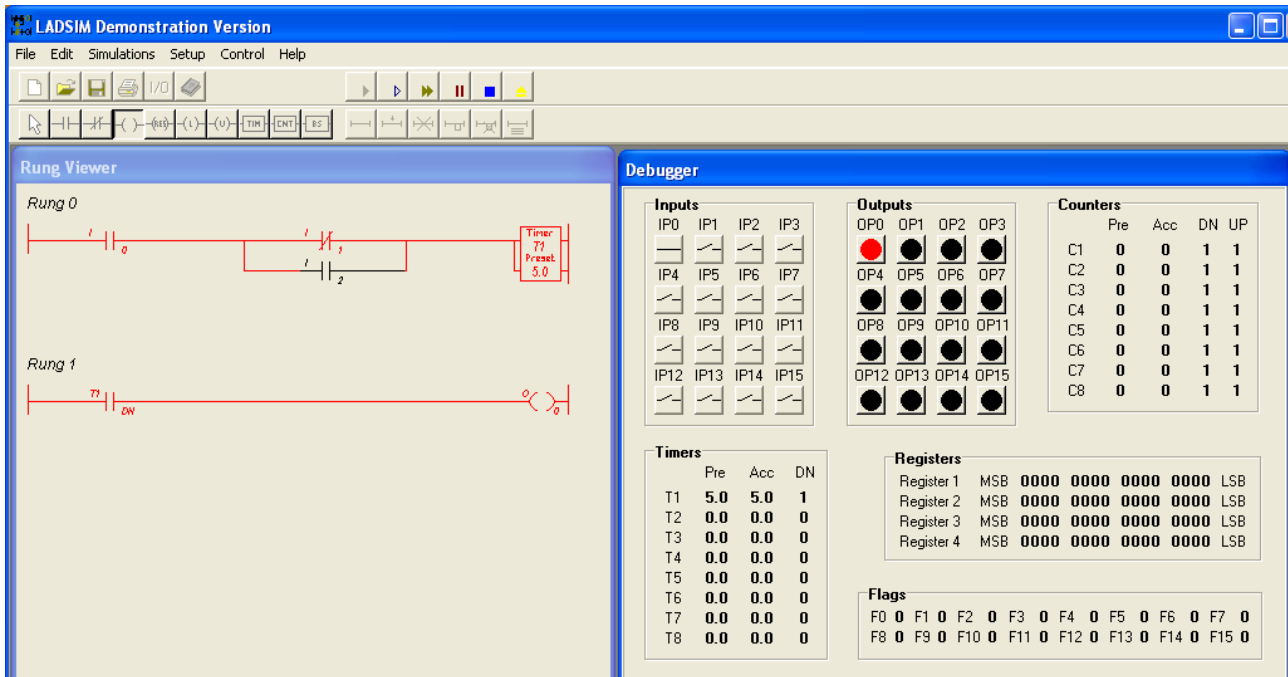 LADSIM Demonstration Version
File Edit Simulations Setup Control Help
I/O
(RES) (L) (U) TIM CNT BS
Rung Viewer
Rung 0
I 0
I 1
Timer
T1
Preset
5.0
I 2
Rung 1
T1 DN
O 0
Debugger
Inputs
IP0 IP1 IP2 IP3
IP4 IP5 IP6 IP7
IP8 IP9 IP10 IP11
IP12 IP13 IP14 IP15
Outputs
OP0 OP1 OP2 OP3
OP4 OP5 OP6 OP7
OP8 OP9 OP10 OP11
OP12 OP13 OP14 OP15
Counters
Pre Acc DN UP
C1 0 0 1 1
C2 0 0 1 1
C3 0 0 1 1
C4 0 0 1 1
C5 0 0 1 1
C6 0 0 1 1
C7 0 0 1 1
C8 0 0 1 1
Timers
Pre Acc DN
T1 5.0 5.0 1
T2 0.0 0.0 0
T3 0.0 0.0 0
T4 0.0 0.0 0
T5 0.0 0.0 0
T6 0.0 0.0 0
T7 0.0 0.0 0
T8 0.0 0.0 0
Registers
Register 1 MSB 0000 0000 0000 0000 LSB
Register 2 MSB 0000 0000 0000 0000 LSB
Register 3 MSB 0000 0000 0000 0000 LSB
Register 4 MSB 0000 0000 0000 0000 LSB
Flags
F0 0 F1 0 F2 0 F3 0 F4 0 F5 0 F6 0 F7 0
F8 0 F9 0 F10 0 F11 0 F12 0 F13 0 F14 0 F15 0